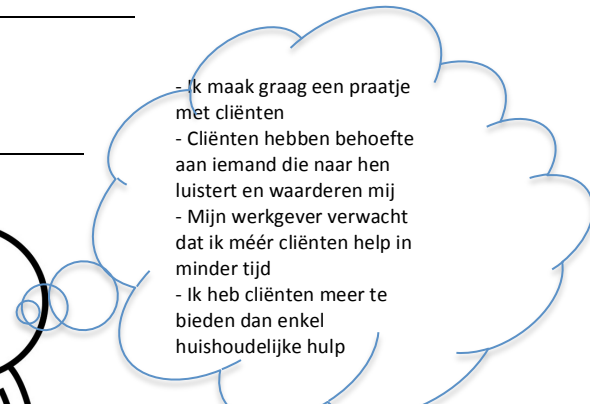 - Ik maak graag een praatje
met cliënten
- Cliënten hebben behoefte
aan iemand die naar hen
luistert en waarderen mij
- Mijn werkgever verwacht
dat ik méér cliënten help in
minder tijd
- Ik heb cliënten meer te
bieden dan enkel
huishoudelijke hulp